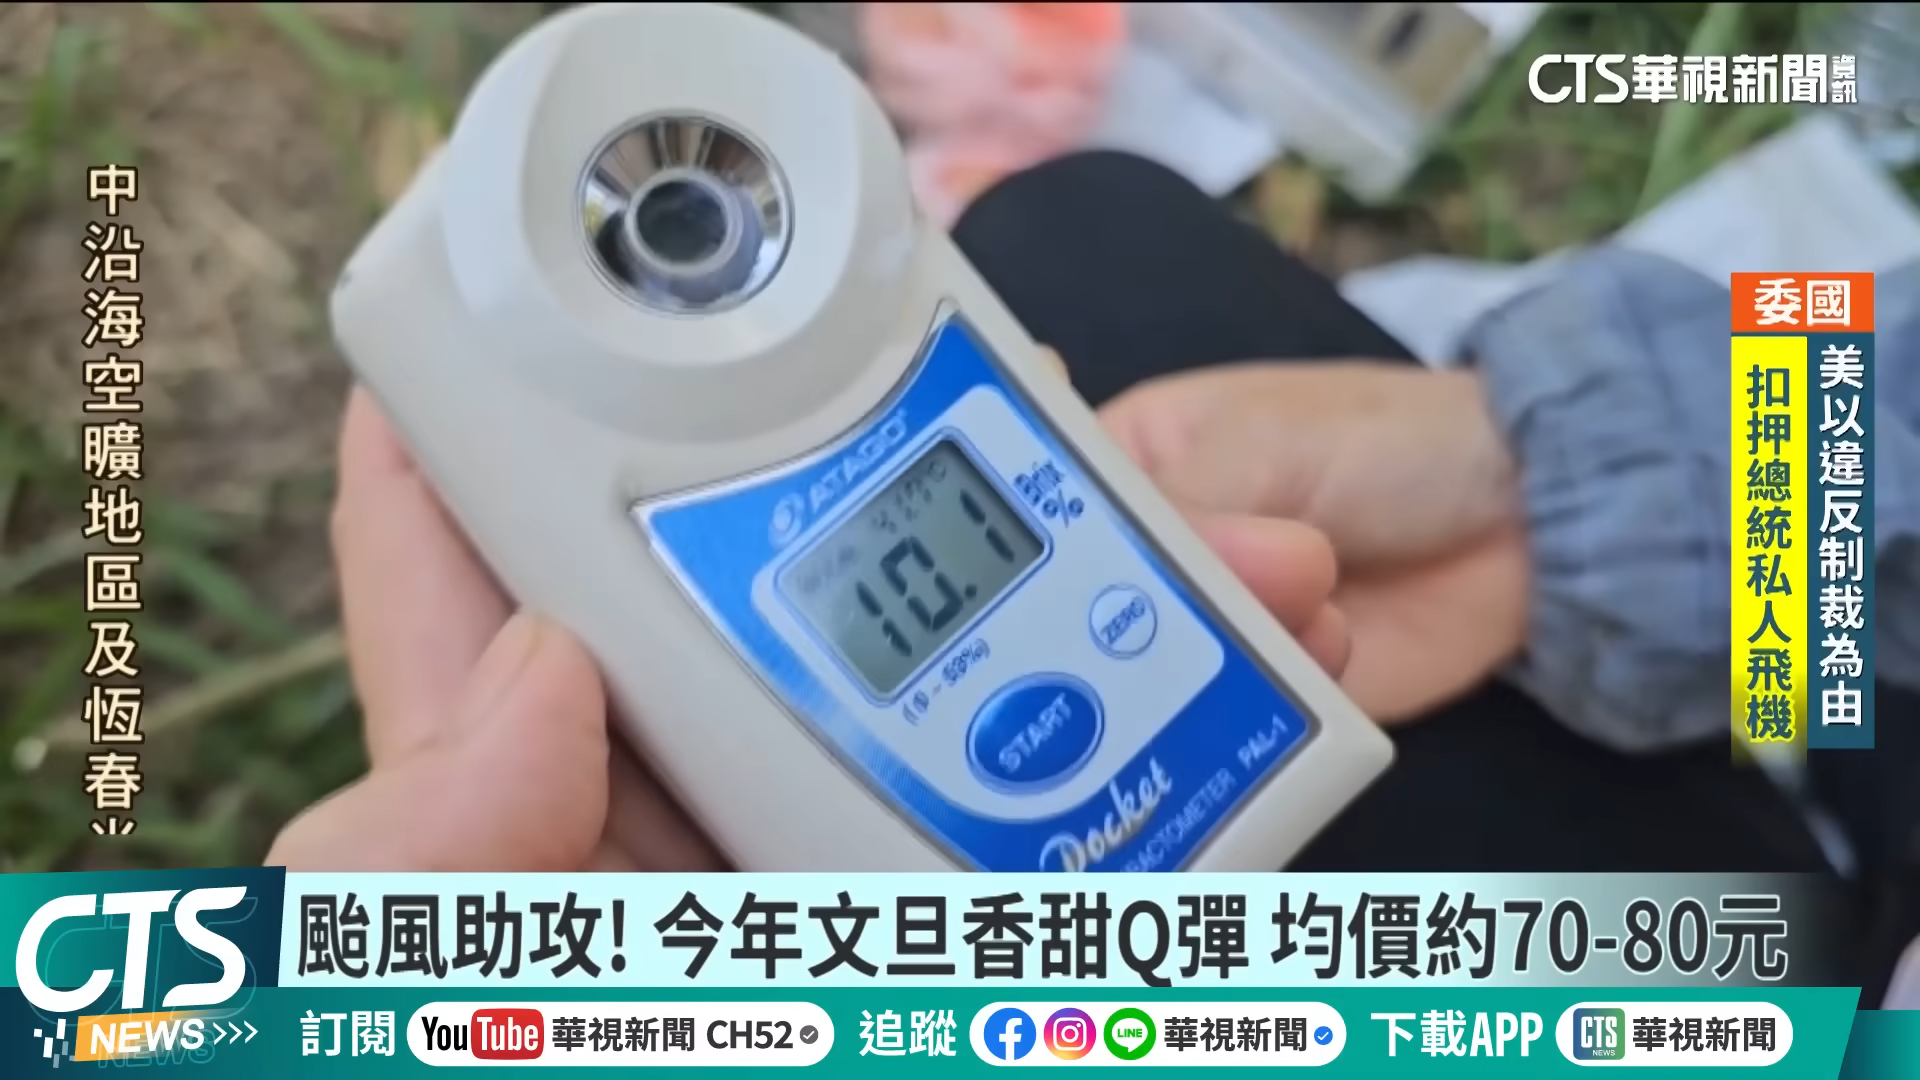 CTS華視新聞資訊
中沿海空曠地區及恆春半
委國
美以違反制裁為由
扣押總統私人飛機
ATAGO
Brix
%
10.1
START
ZERO
Pocket
REFRACTOMETER PAL-1
CTS
NEWS
颱風助攻! 今年文旦香甜Q彈 均價約70-80元
訂閱 YouTube 華視新聞 CH52 追蹤 LINE 華視新聞 下載APP CTS NEWS 華視新聞